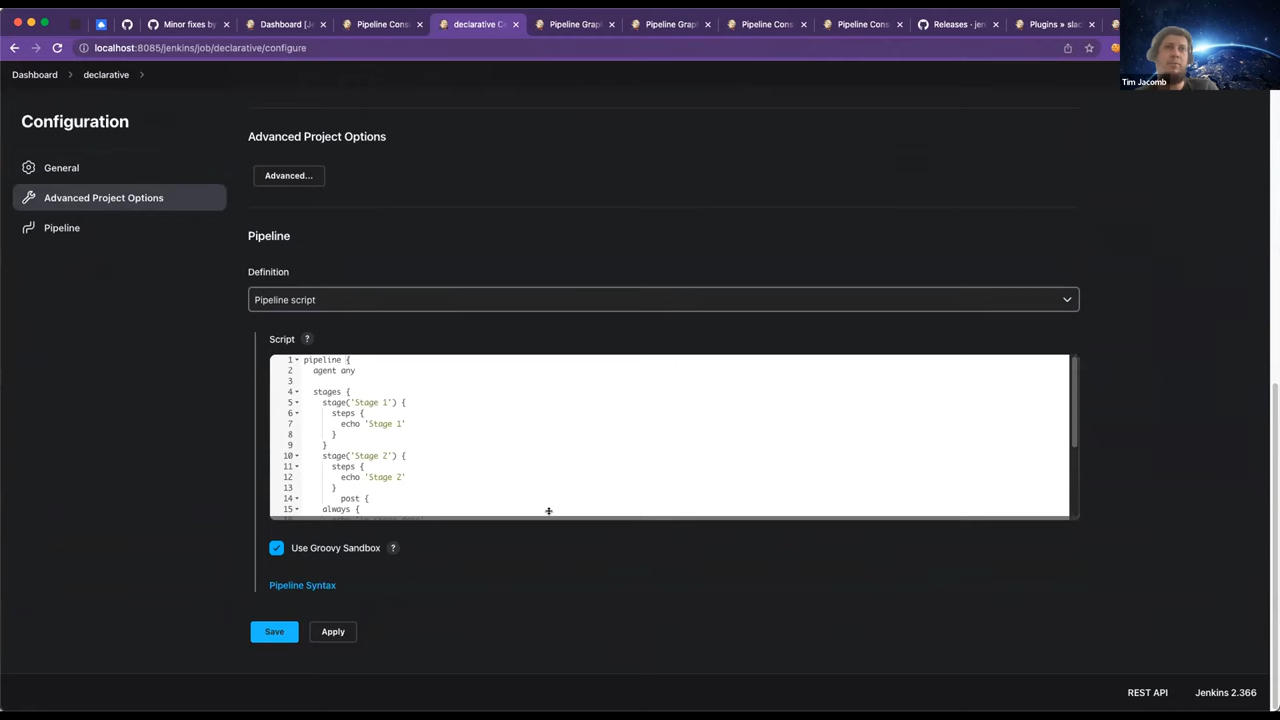 Minor fixes by
Dashboard [Je
Pipeline Cons
declarative C
Pipeline Grap
Pipeline Grap
Pipeline Cons
Pipeline Cons
Releases · jen
Plugins » slac
localhost:8085/jenkins/job/declarative/configure
Tim Jacomb
Dashboard
declarative
Configuration
General
Advanced Project Options
Pipeline
Advanced Project Options
Advanced...
Pipeline
Definition
Pipeline script
Script ?
1 pipeline {
2 agent any
3
4 stages {
5 stage('Stage 1') {
6 steps {
7 echo 'Stage 1'
8 }
9 }
10 stage('Stage 2') {
11 steps {
12 echo 'Stage 2'
13 }
14 post {
15 always {
Use Groovy Sandbox ?
Pipeline Syntax
Save
Apply
REST API
Jenkins 2.366